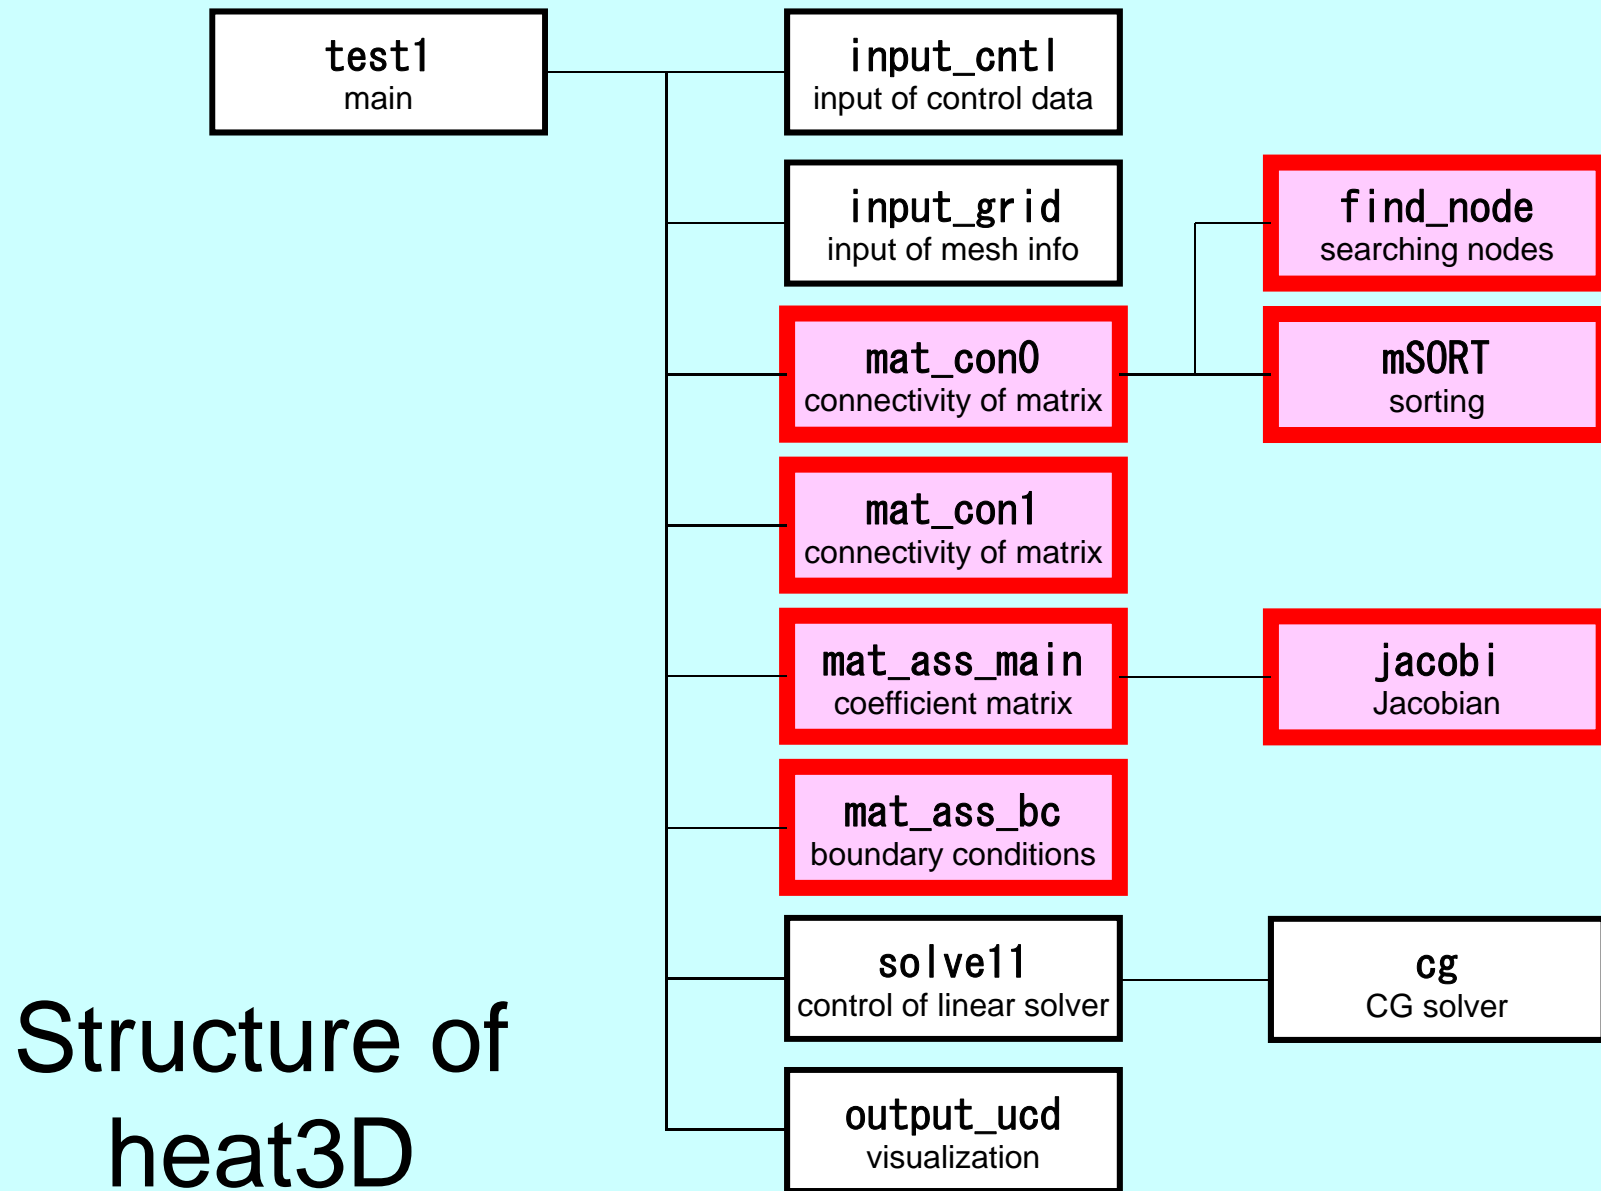 test1
main
input_cntl
input of control data
input_grid
input of mesh info
find_node
searching nodes
mat_con0
connectivity of matrix
mSORT
sorting
mat_con1
connectivity of matrix
mat_ass_main
coefficient matrix
jacobi
Jacobian
mat_ass_bc
boundary conditions
solve11
control of linear solver
cg
CG solver
output_ucd
visualization
Structure of
heat3D